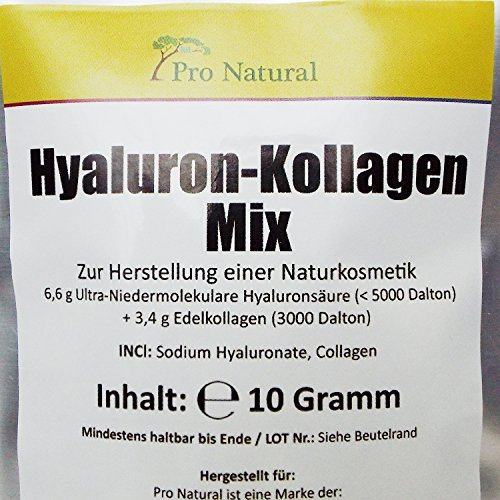 Pro Natural
Hyaluron-Kollagen
Mix
Zur Herstellung einer Naturkosmetik
6,6 g Ultra-Niedermolekulare Hyaluronsäure (< 5000 Dalton)
+ 3,4 g Edelkollagen (3000 Dalton)
INCI: Sodium Hyaluronate, Collagen
Inhalt: ℮ 10 Gramm
Mindestens haltbar bis Ende / LOT Nr.: Siehe Beutelrand
Hergestellt für:
Pro Natural ist eine Marke der: